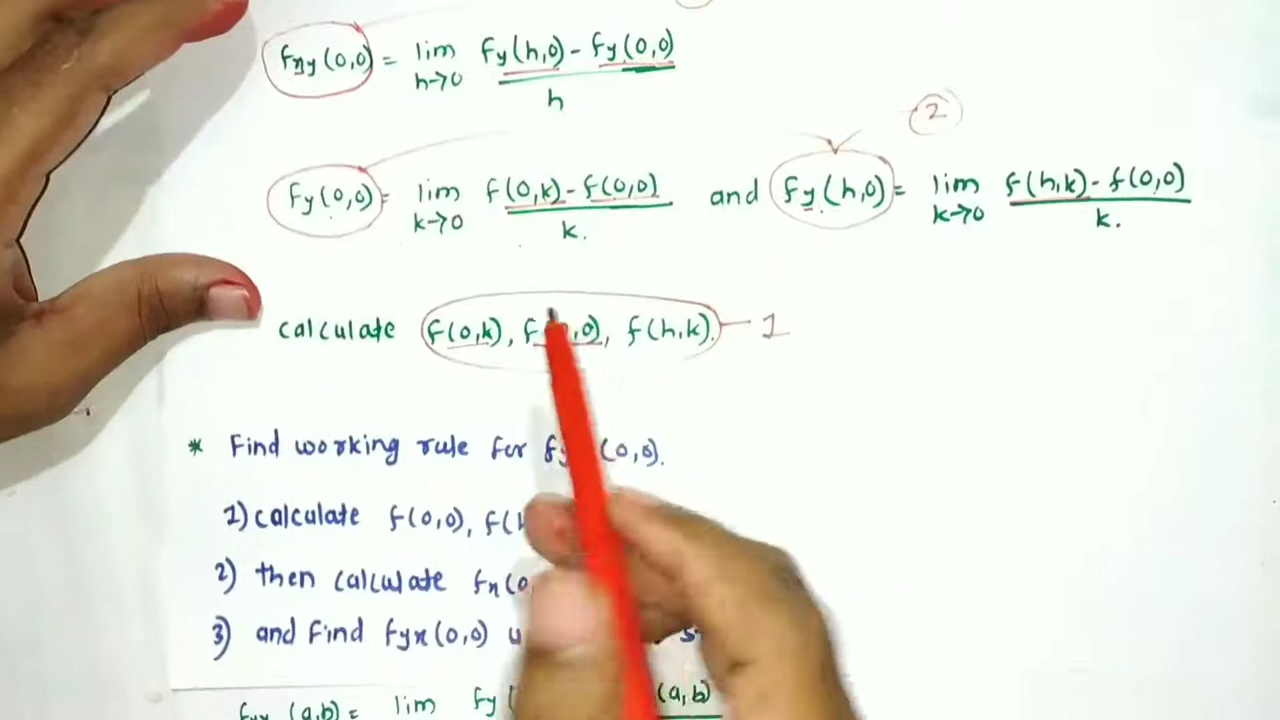 fxy(0,0) = lim h→0 fy(h,0) - fy(0,0) / h
2
fy(0,0) = lim k→0 f(0,k) - f(0,0) / k. and fy(h,0) = lim k→0 f(h,k) - f(0,0) / k.
calculate f(0,k), f( ,0), f(h,k). 1
* Find working rule for (0,0).
1) calculate f(0,0),
2) then calculate
3) and find fyx(0,0)
(a,b) = lim (a,b)